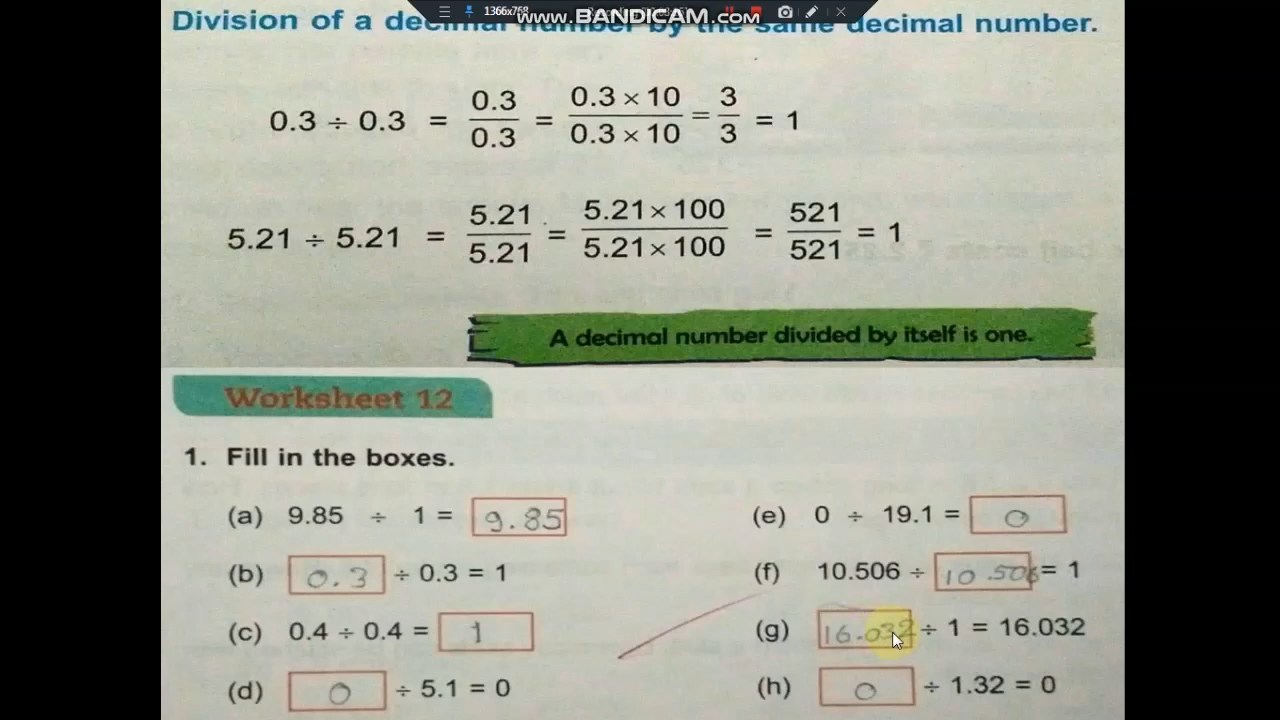 1366x768
www.BANDICAM.com
Division of a decimal number by the same decimal number.
0.3 ÷ 0.3 = 0.3/0.3 = 0.3 × 10/0.3 × 10 = 3/3 = 1
5.21 ÷ 5.21 = 5.21/5.21 = 5.21 × 100/5.21 × 100 = 521/521 = 1
A decimal number divided by itself is one.
Worksheet 12
1. Fill in the boxes.
(a) 9.85 ÷ 1 = 9.85
(b) 0.3 ÷ 0.3 = 1
(c) 0.4 ÷ 0.4 = 1
(d) 0 ÷ 5.1 = 0
(e) 0 ÷ 19.1 = 0
(f) 10.506 ÷ 10.506 = 1
(g) 16.032 ÷ 1 = 16.032
(h) 0 ÷ 1.32 = 0